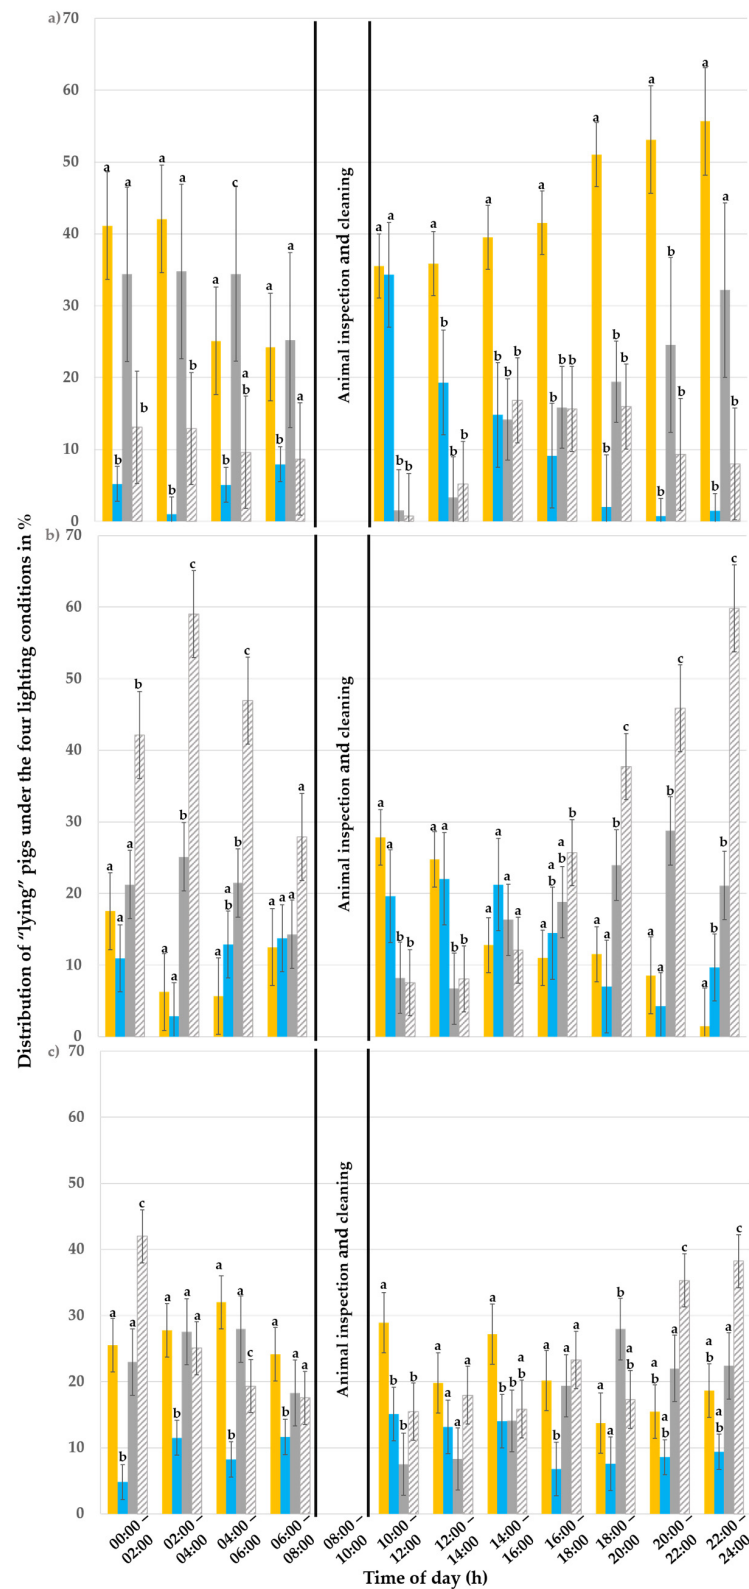 Distribution of "lying" pigs under the four lighting conditions in %
a) 70
60
50
40
30
20
10
0
a b a b
a b a b
a b c a b
a b a a
Animal inspection and cleaning
a a b b
a b b b
a b b b
a b b b
a b b b
a b b b
a b a b
b) 70
60
50
40
30
20
10
0
a a a b
a a b c
a a b b c
a a a a
Animal inspection and cleaning
a a b b
a a b b
a a a a
a a b a b b
a a b c
a a b c
a a b c
c) 70
60
50
40
30
20
10
0
a b a c
a b a a
a b a c
a b a a
Animal inspection and cleaning
a b b a b
a a b a
a b b a b
a b a a
a a b a b
a b a b a c
a b a b a c
00:00 – 02:00
02:00 – 04:00
04:00 – 06:00
06:00 – 08:00
08:00 – 10:00
10:00 – 12:00
12:00 – 14:00
14:00 – 16:00
16:00 – 18:00
18:00 – 20:00
20:00 – 22:00
22:00 – 24:00
Time of day (h)